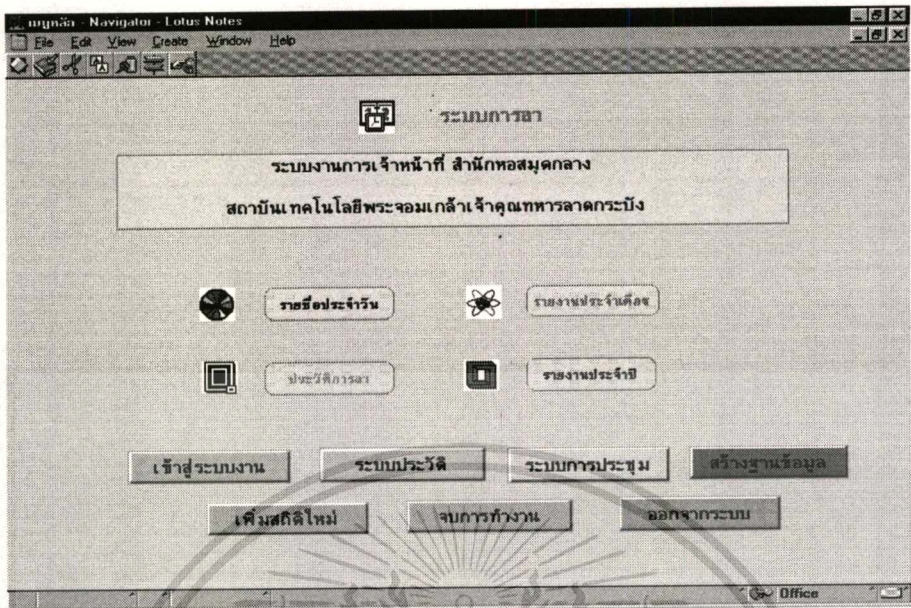 เมนูหลัก - Navigator - Lotus Notes
File Edit View Create Window Help
ระบบการลา
ระบบงานการเจ้าหน้าที่ สำนักหอสมุดกลาง
สถาบันเทคโนโลยีพระจอมเกล้าเจ้าคุณทหารลาดกระบัง
รายชื่อประจำวัน รายงานประจำเดือน
ประวัติการลา รายงานประจำปี
เข้าสู่ระบบงาน ระบบประวัติ ระบบการประชุม สร้างฐานข้อมูล
เพิ่มสถิติใหม่ จบการทำงาน ออกจากระบบ
Office